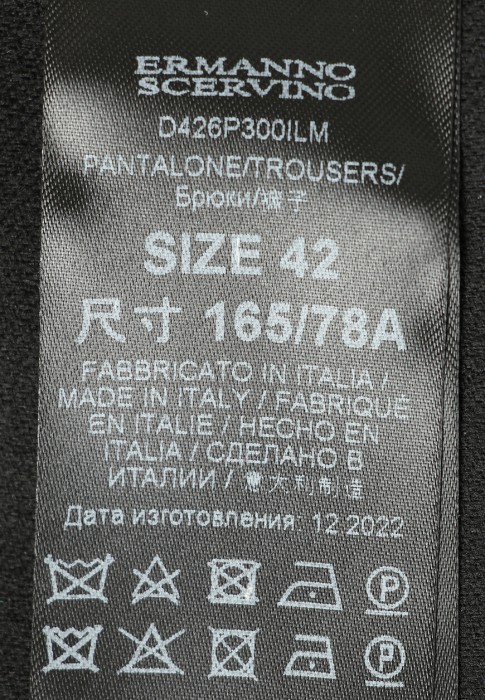 ERMANNO
SCERVINO
D426P300ILM
PANTALONE/TROUSERS/
Брюки/裤子
SIZE 42
尺寸 165/78A
FABBRICATO IN ITALIA /
MADE IN ITALY / FABRIQUÉ
EN ITALIE / HECHO EN
ITALIA / СДЕЛАНО В
ИТАЛИИ / 意大利制造
Дата изготовления: 12.2022
P
P